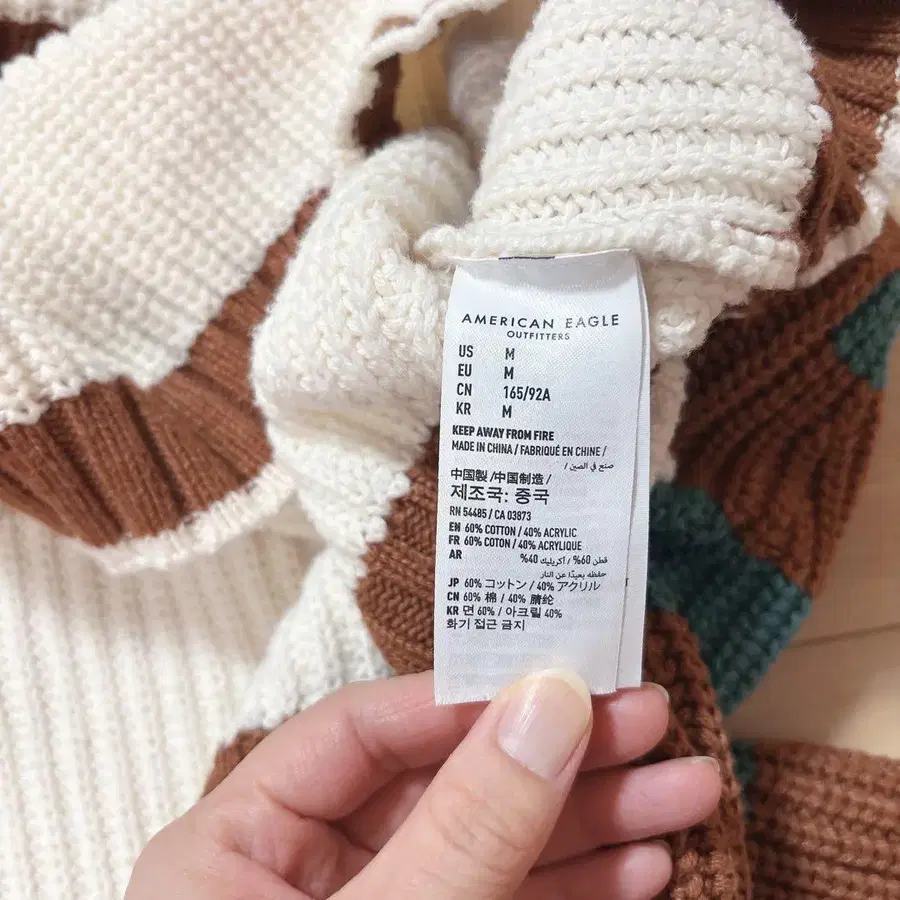 AMERICAN EAGLE
OUTFITTERS
US M
EU M
CN 165/92A
KR M
KEEP AWAY FROM FIRE
MADE IN CHINA / FABRIQUÉ EN CHINE /
صنع في الصين /
中国製 /中国制造 /
제조국: 중국
RN 54485 / CA 03873
EN 60% COTTON / 40% ACRYLIC
FR 60% COTON / 40% ACRYLIQUE
AR قطن 60% / أكريليك 40%
حفظه بعيدًا عن النار
JP 60% コットン / 40% アクリル
CN 60% 棉 / 40% 腈纶
KR 면 60% / 아크릴 40%
화기 접근 금지